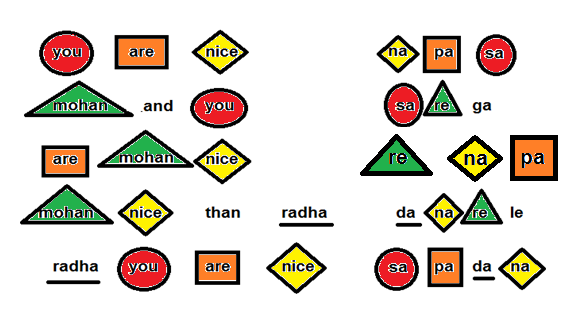 you are nice na pa sa
mohan and you sa re ga
are mohan nice re na pa
mohan nice than radha da na re le
radha you are nice sa pa da na